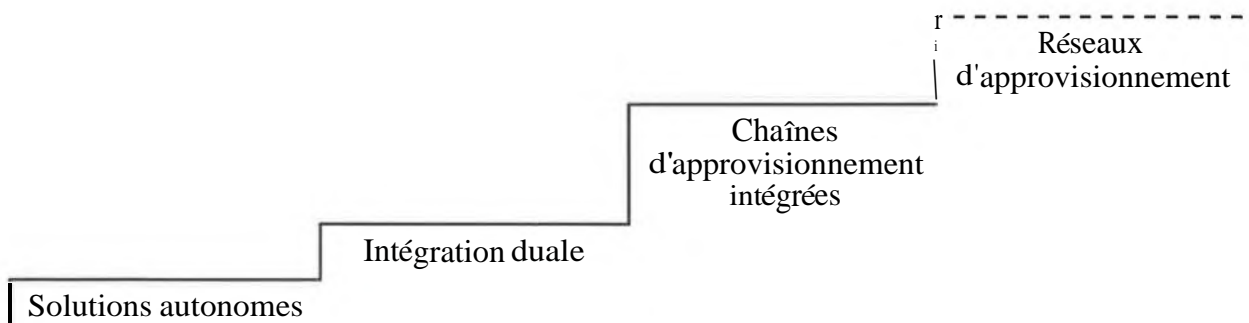 Réseaux
d'approvisionnement
Chaînes
d'approvisionnement
intégrées
Intégration duale
Solutions autonomes